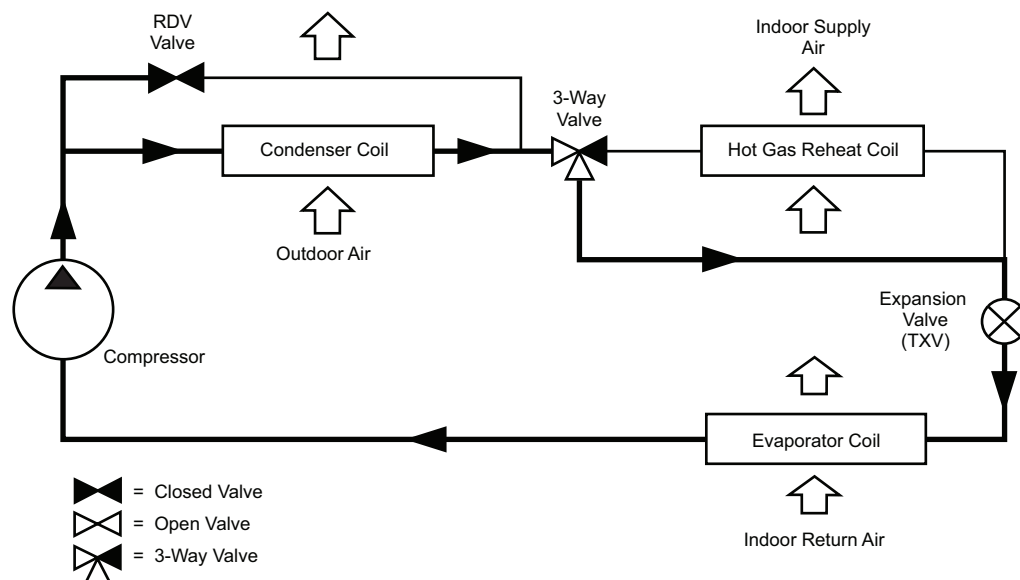 RDV
Valve
Indoor Supply
Air
3-Way
Valve
Condenser Coil
Hot Gas Reheat Coil
Outdoor Air
Expansion
Valve
(TXV)
Compressor
Evaporator Coil
Indoor Return Air
= Closed Valve
= Open Valve
= 3-Way Valve